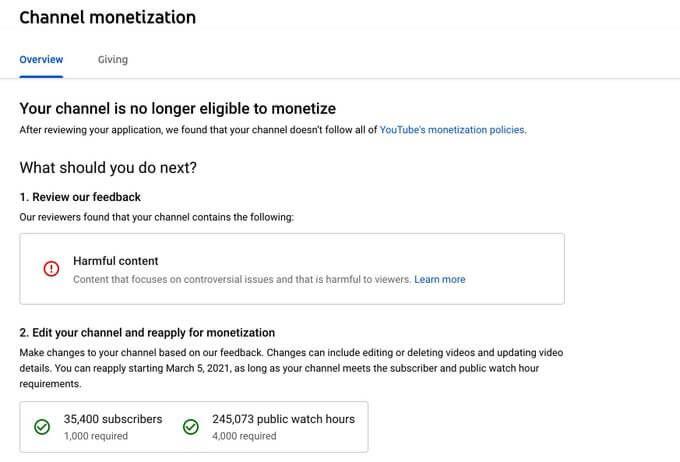 Channel monetization
Overview
Giving
Your channel is no longer eligible to monetize
After reviewing your application, we found that your channel doesn't follow all of YouTube's monetization policies.
What should you do next?
1. Review our feedback
Our reviewers found that your channel contains the following:
Harmful content
Content that focuses on controversial issues and that is harmful to viewers. Learn more
2. Edit your channel and reapply for monetization
Make changes to your channel based on our feedback. Changes can include editing or deleting videos and updating video
details. You can reapply starting March 5, 2021, as long as your channel meets the subscriber and public watch hour
requirements.
35,400 subscribers
1,000 required
245,073 public watch hours
4,000 required